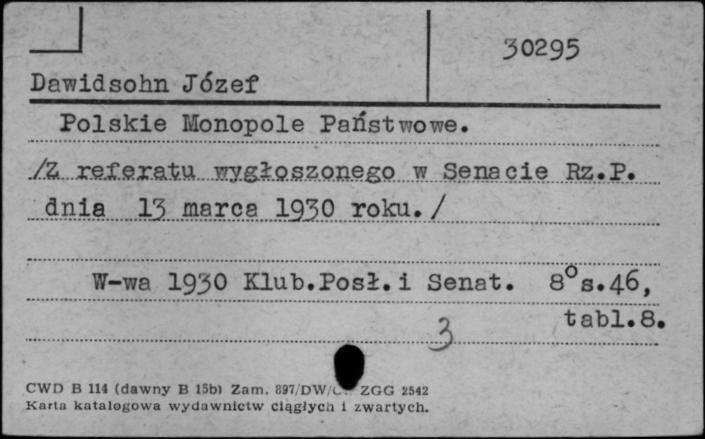 30295
Dawidsohn Józef
Polskie Monopole Państwowe.
/Z referatu wygłoszonego w Senacie Rz.P.
dnia 13 marca 1930 roku./
W-wa 1930 Klub.Posł.i Senat. 8°s.46,
tabl.8.
3
CWD B 114 (dawny B 15b) Zam. 897/DW/ ZGG 2542
Karta katalogowa wydawnictw ciągłych i zwartych.